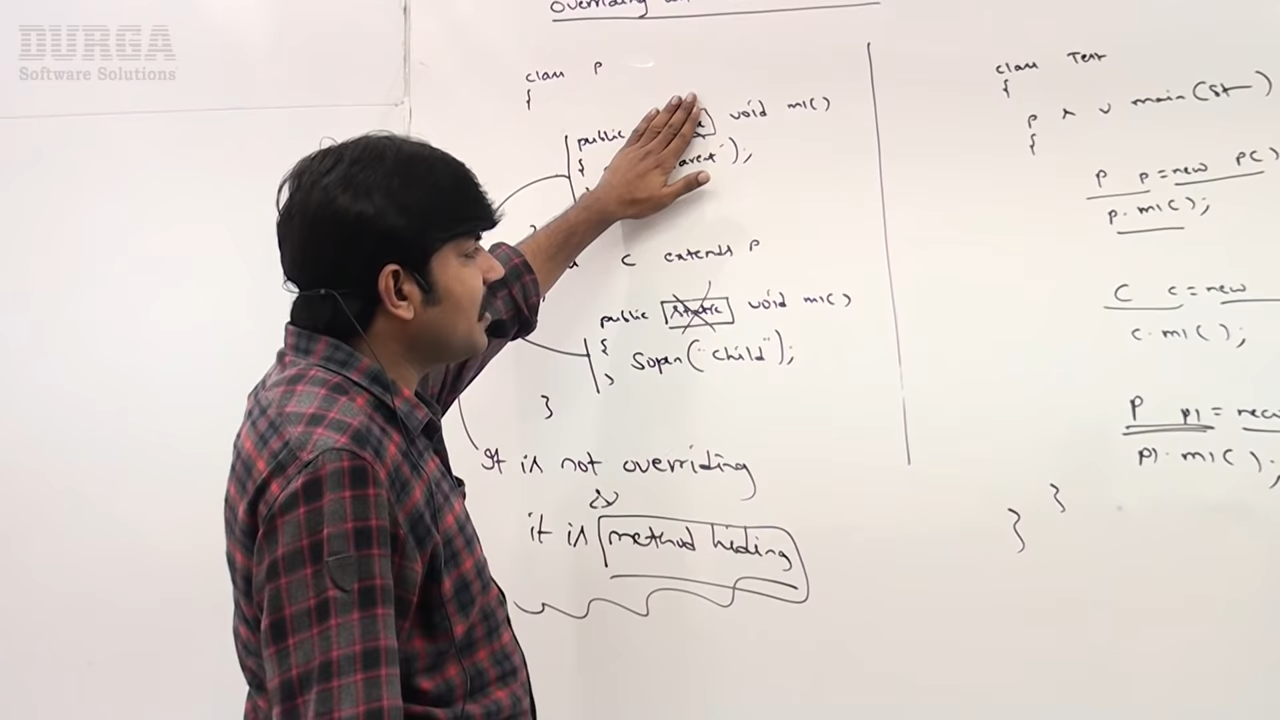 DURGA
Software Solutions
Overriding
class P
{
public void m1()
{ arent");
C extends P
public static void m1()
{ Sopln("child");
}
}
It is not overriding
it is method hiding
class Test
{
P s v main(St
{
P p = new P()
p.m1();
C c = new
c.m1();
P p1 = new
p1.m1();
}
}